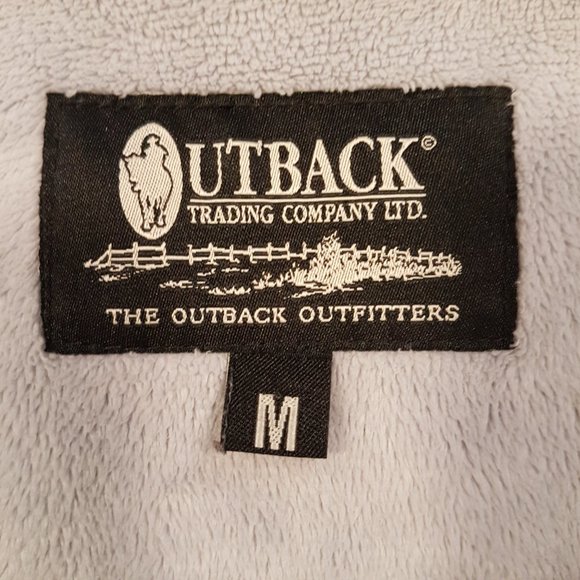 OUTBACK©
TRADING COMPANY LTD.
THE OUTBACK OUTFITTERS
M